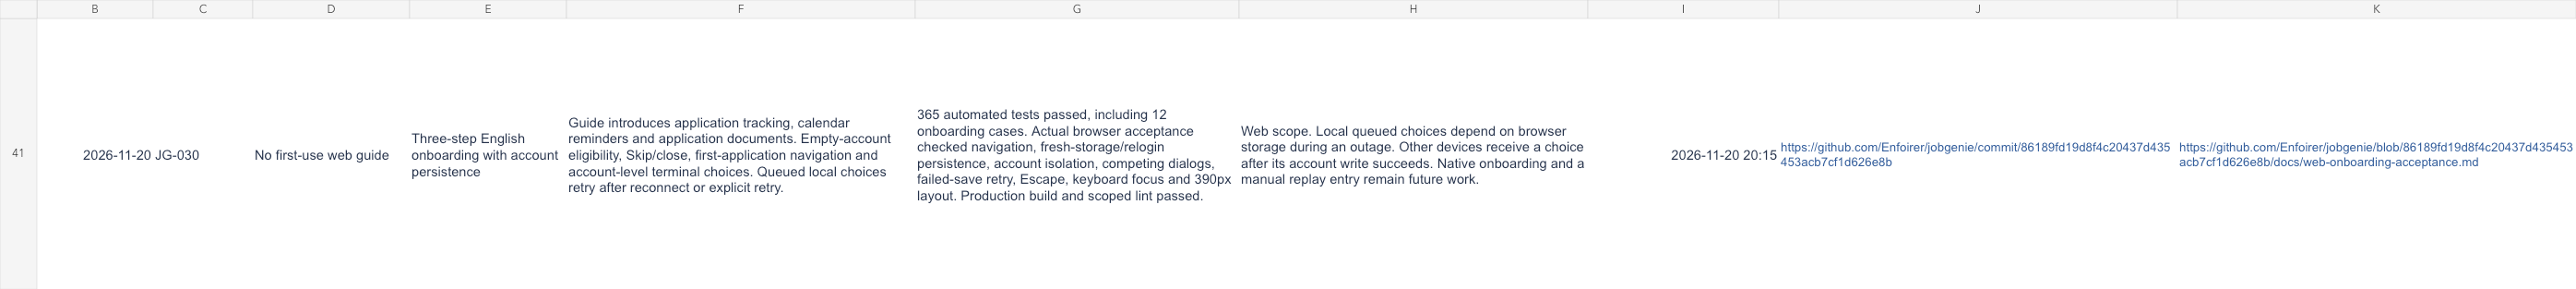 B C D E F G H I J K
41
2026-11-20 JG-030
No first-use web guide
Three-step English
onboarding with account
persistence
Guide introduces application tracking, calendar
reminders and application documents. Empty-account
eligibility, Skip/close, first-application navigation and
account-level terminal choices. Queued local choices
retry after reconnect or explicit retry.
365 automated tests passed, including 12
onboarding cases. Actual browser acceptance
checked navigation, fresh-storage/relogin
persistence, account isolation, competing dialogs,
failed-save retry, Escape, keyboard focus and 390px
layout. Production build and scoped lint passed.
Web scope. Local queued choices depend on browser
storage during an outage. Other devices receive a choice
after its account write succeeds. Native onboarding and a
manual replay entry remain future work.
2026-11-20 20:15
https://github.com/Enfoirer/jobgenie/commit/86189fd19d8f4c20437d435
453acb7cf1d626e8b
https://github.com/Enfoirer/jobgenie/blob/86189fd19d8f4c20437d435453
acb7cf1d626e8b/docs/web-onboarding-acceptance.md